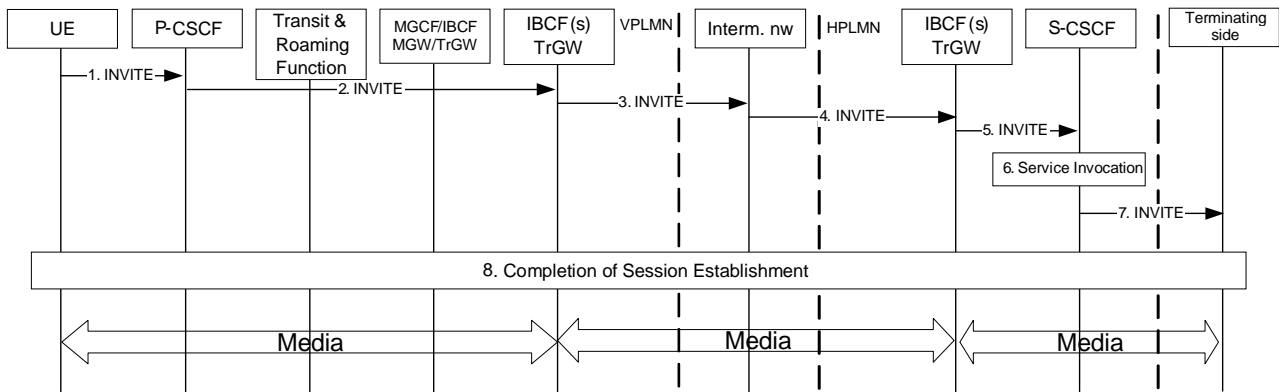 UE
P-CSCF
Transit &
Roaming
Function
MGCF/IBCF
MGW/TrGW
IBCF(s)
TrGW
VPLMN
Interm. nw
HPLMN
IBCF(s)
TrGW
S-CSCF
Terminating
side
1. INVITE
2. INVITE
3. INVITE
4. INVITE
5. INVITE
6. Service Invocation
7. INVITE
8. Completion of Session Establishment
Media
Media
Media